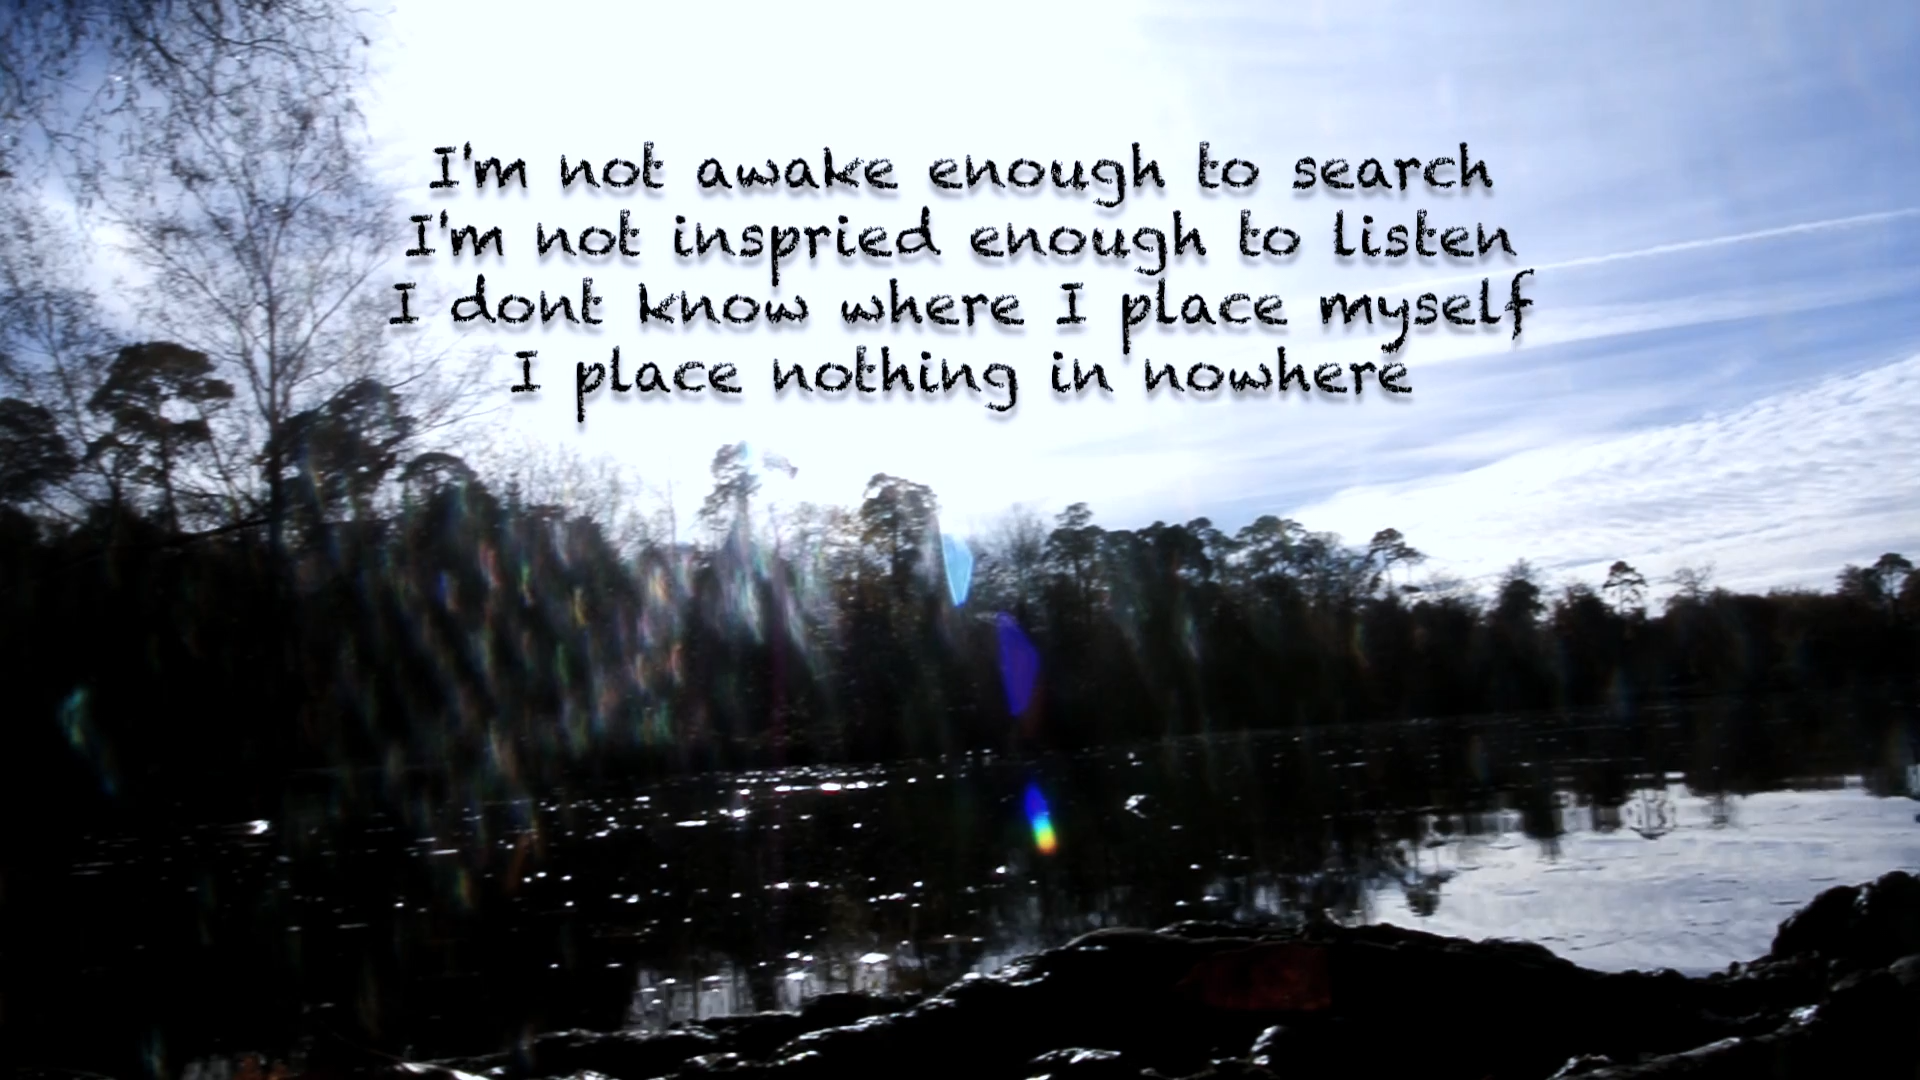 I'm not awake enough to search
I'm not inspried enough to listen
I dont know where I place myself
I place nothing in nowhere